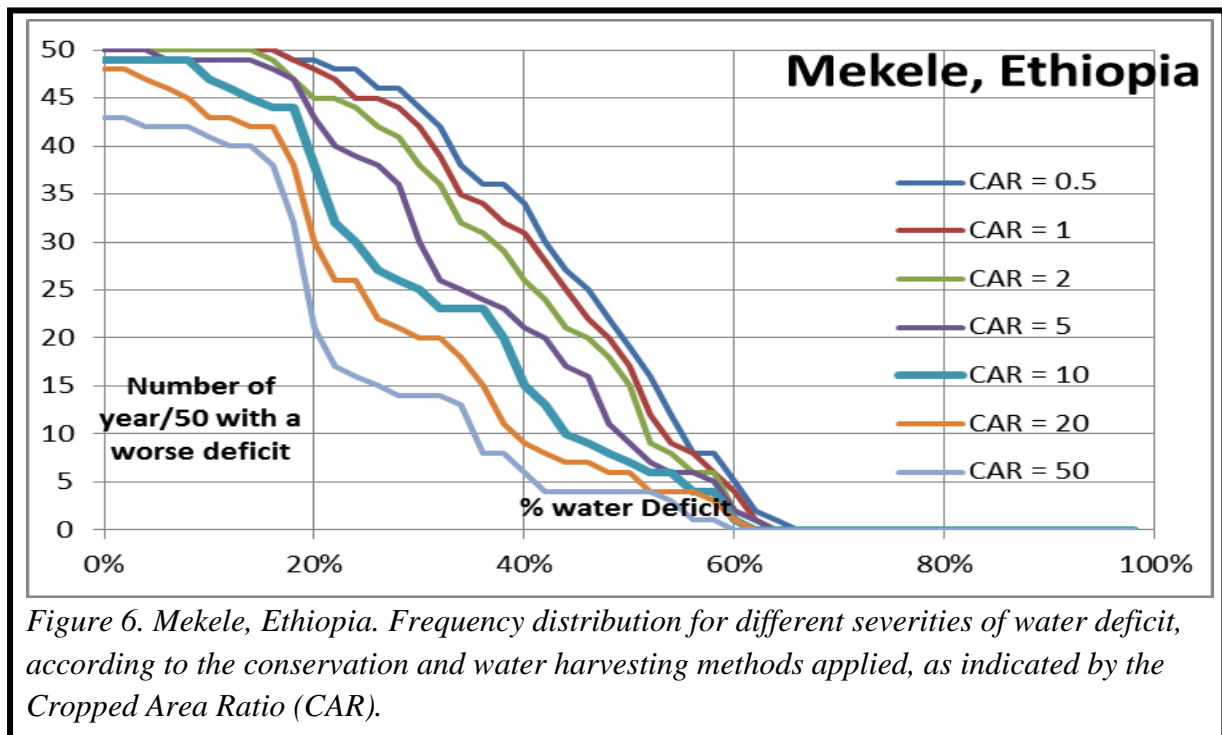 Mekele, Ethiopia
50
45
40
35
30
25
20
15
10
5
0
CAR = 0.5
CAR = 1
CAR = 2
CAR = 5
CAR = 10
CAR = 20
CAR = 50
Number of
year/50 with a
worse deficit
% water Deficit
0% 20% 40% 60% 80% 100%
Figure 6. Mekele, Ethiopia. Frequency distribution for different severities of water deficit,
according to the conservation and water harvesting methods applied, as indicated by the
Cropped Area Ratio (CAR).